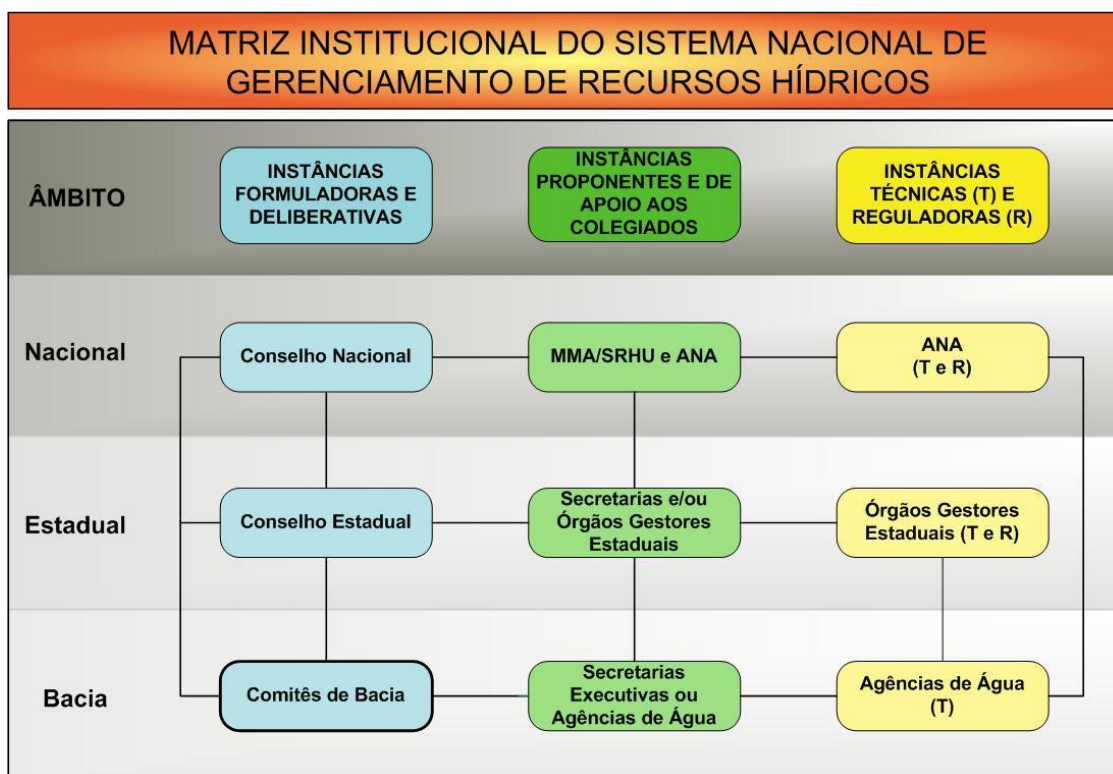 MATRIZ INSTITUCIONAL DO SISTEMA NACIONAL DE
GERENCIAMENTO DE RECURSOS HÍDRICOS
ÂMBITO
INSTÂNCIAS
FORMULADORAS E
DELIBERATIVAS
INSTÂNCIAS
PROPONENTES E DE
APOIO AOS
COLEGIADOS
INSTÂNCIAS
TÉCNICAS (T) E
REGULADORAS (R)
Nacional
Conselho Nacional
MMA/SRHU e ANA
ANA
(T e R)
Estadual
Conselho Estadual
Secretarias e/ou
Órgãos Gestores
Estaduais
Órgãos Gestores
Estaduais (T e R)
Bacia
Comitês de Bacia
Secretarias
Executivas ou
Agências de Água
Agências de Água
(T)